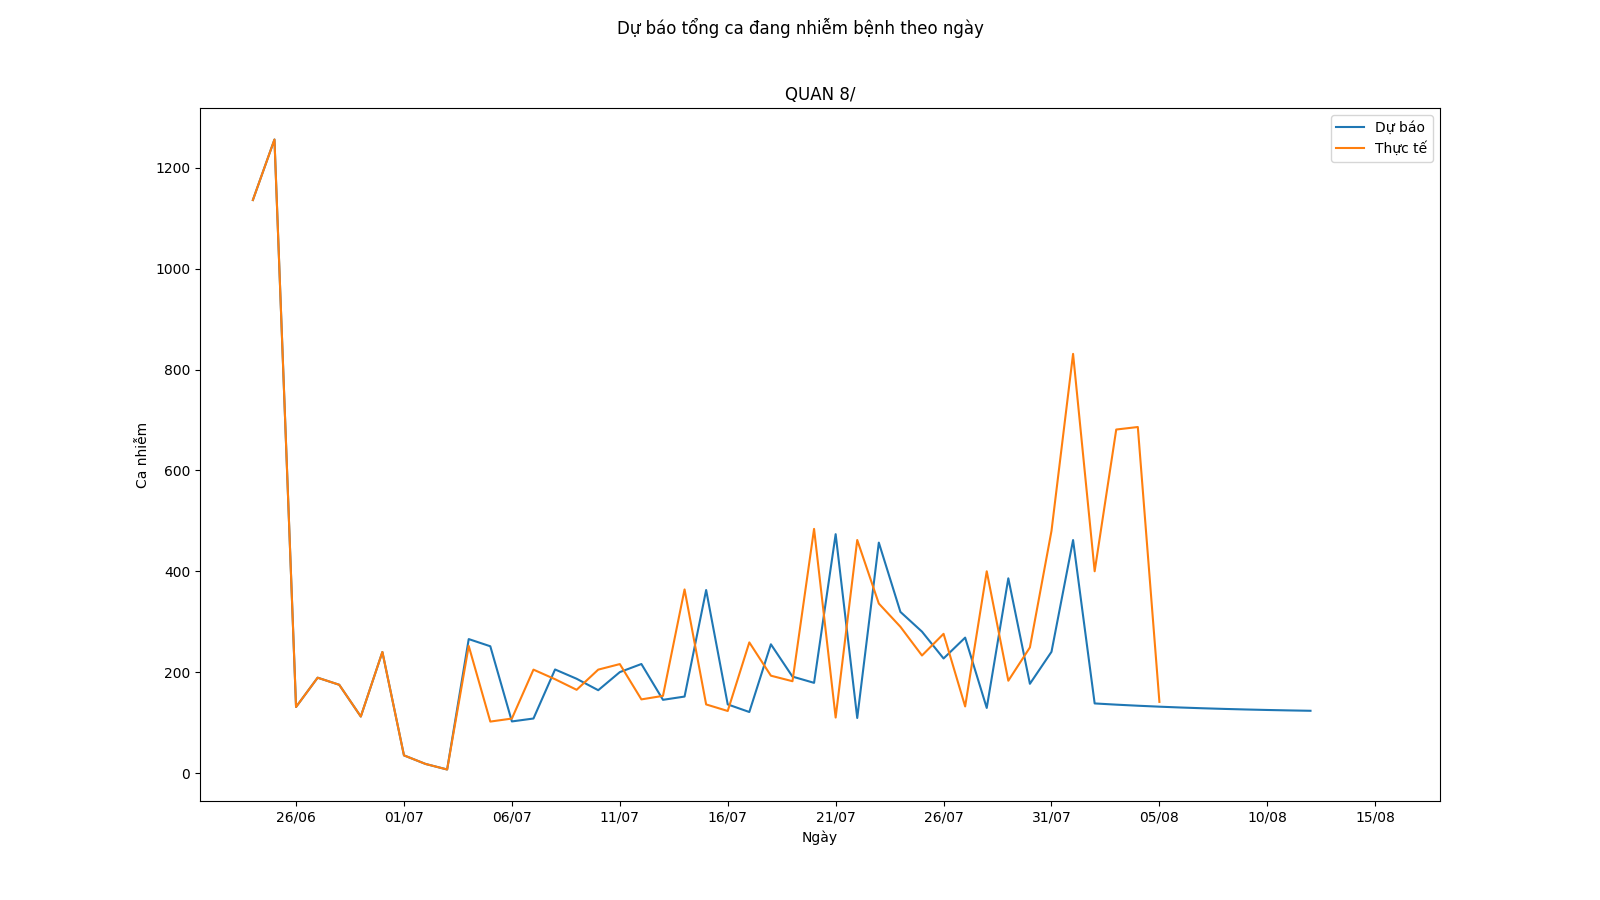 Dự báo tổng ca đang nhiễm bệnh theo ngày
QUAN 8/
Dự báo
Thực tế
1200
1000
800
600
400
200
0
Ca nhiễm
26/06 01/07 06/07 11/07 16/07 21/07 26/07 31/07 05/08 10/08 15/08
Ngày